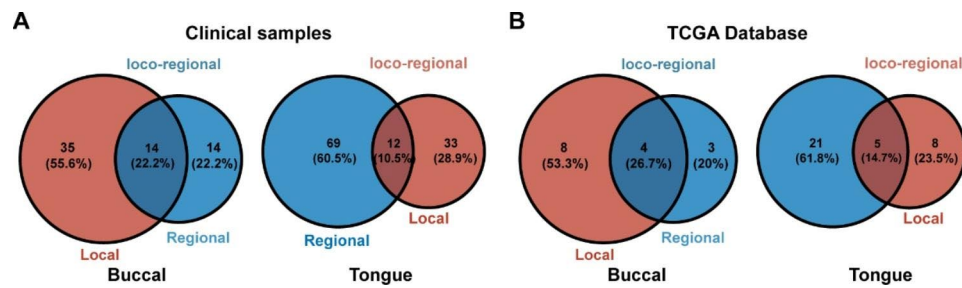 A
Clinical samples
loco-regional
35
(55.6%)
14
(22.2%)
14
(22.2%)
Regional
Local
Buccal
loco-regional
69
(60.5%)
12
(10.5%)
33
(28.9%)
Local
Regional
Tongue
B
TCGA Database
loco-regional
8
(53.3%)
4
(26.7%)
3
(20%)
Regional
Local
Buccal
loco-regional
21
(61.8%)
5
(14.7%)
8
(23.5%)
Local
Regional
Tongue